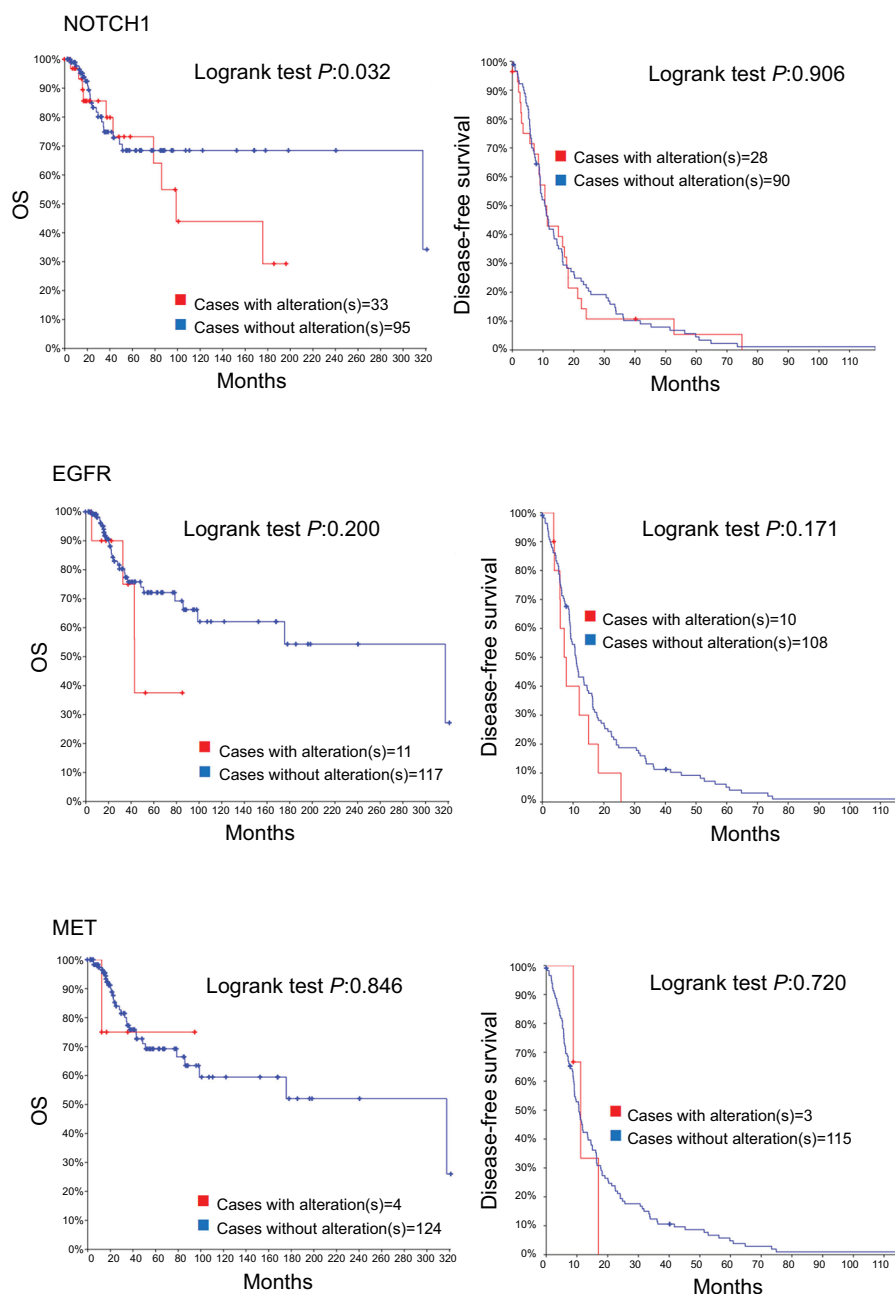 NOTCH1
100%
90%
80%
70%
60%
50%
40%
30%
20%
10%
0%
OS
Logrank test P:0.032
Cases with alteration(s)=33
Cases without alteration(s)=95
0 20 40 60 80 100 120 140 160 180 200 220 240 260 280 300 320
Months
100%
90%
80%
70%
60%
50%
40%
30%
20%
10%
0%
Disease-free survival
Logrank test P:0.906
Cases with alteration(s)=28
Cases without alteration(s)=90
0 10 20 30 40 50 60 70 80 90 100 110
Months
EGFR
100%
90%
80%
70%
60%
50%
40%
30%
20%
10%
0%
OS
Logrank test P:0.200
Cases with alteration(s)=11
Cases without alteration(s)=117
0 20 40 60 80 100 120 140 160 180 200 220 240 260 280 300 320
Months
100%
90%
80%
70%
60%
50%
40%
30%
20%
10%
0%
Disease-free survival
Logrank test P:0.171
Cases with alteration(s)=10
Cases without alteration(s)=108
0 10 20 30 40 50 60 70 80 90 100 110
Months
MET
100%
90%
80%
70%
60%
50%
40%
30%
20%
10%
0%
OS
Logrank test P:0.846
Cases with alteration(s)=4
Cases without alteration(s)=124
0 20 40 60 80 100 120 140 160 180 200 220 240 260 280 300 320
Months
100%
90%
80%
70%
60%
50%
40%
30%
20%
10%
0%
Disease-free survival
Logrank test P:0.720
Cases with alteration(s)=3
Cases without alteration(s)=115
0 10 20 30 40 50 60 70 80 90 100 110
Months